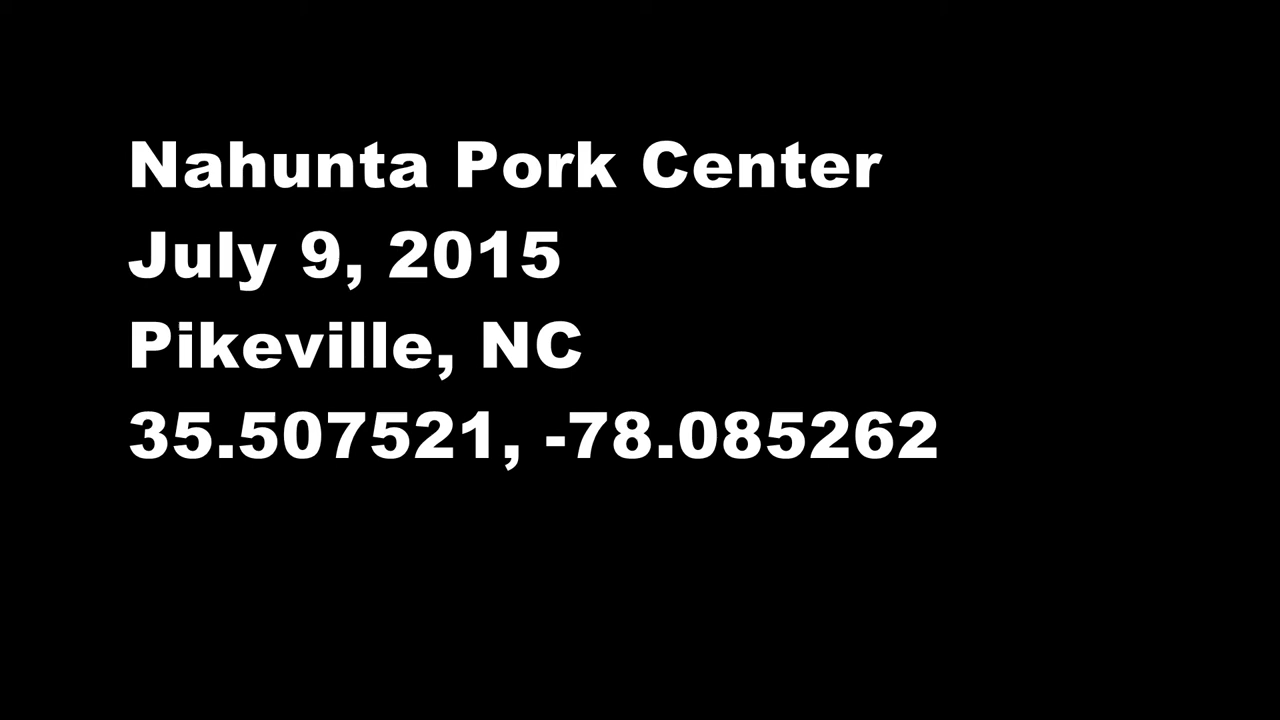 Nahunta Pork Center
July 9, 2015
Pikeville, NC
35.507521, -78.085262